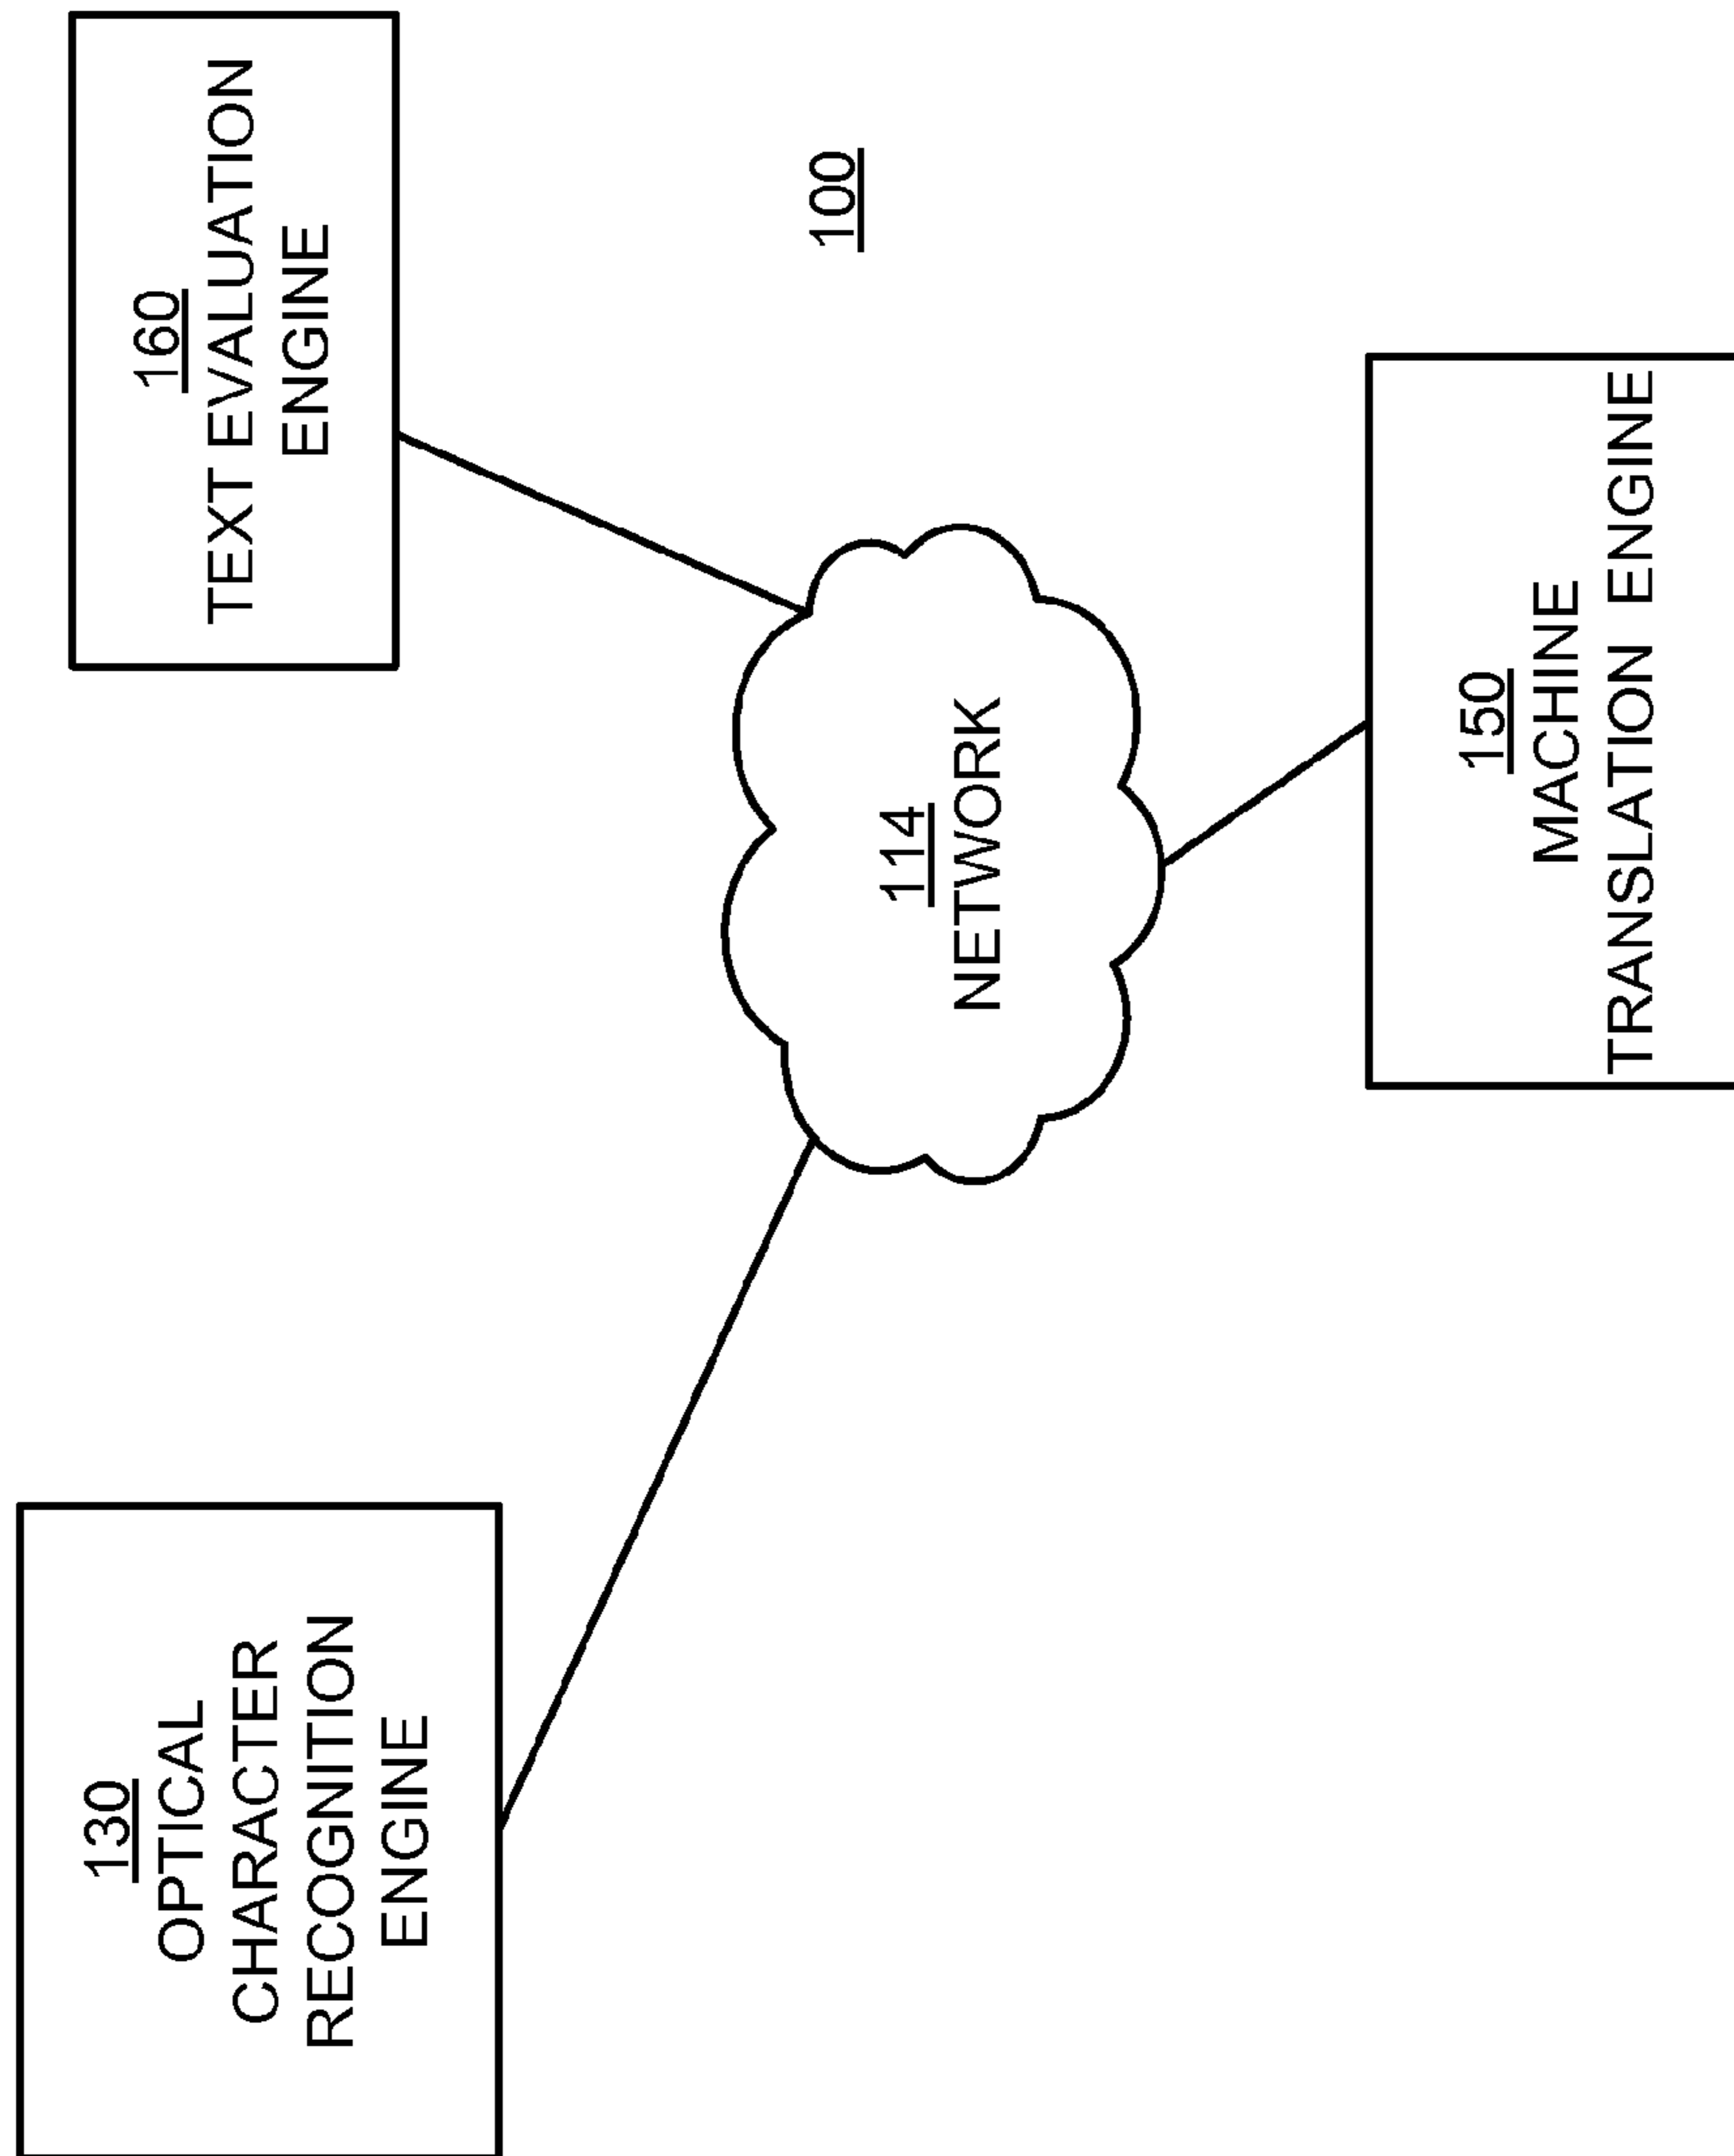 130
OPTICAL
CHARACTER
RECOGNITION
ENGINE
160
TEXT EVALUATION
ENGINE
100
114
NETWORK
150
MACHINE
TRANSLATION ENGINE